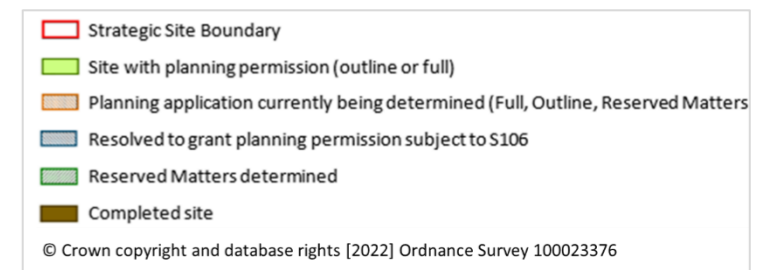 Strategic Site Boundary
Site with planning permission (outline or full)
Planning application currently being determined (Full, Outline, Reserved Matters
Resolved to grant planning permission subject to S106
Reserved Matters determined
Completed site
© Crown copyright and database rights [2022] Ordnance Survey 100023376